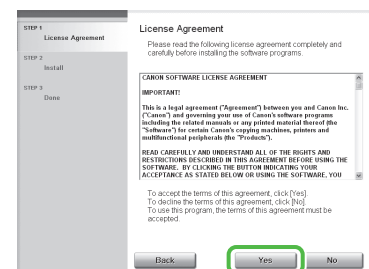 STEP 1
License Agreement
STEP 2
Install
STEP 3
Done
License Agreement
Please read the following license agreement completely and
carefully before installing the software programs.
CANON SOFTWARE LICENSE AGREEMENT
IMPORTANT!
This is a legal agreement ("Agreement") between you and Canon Inc.
("Canon") and governing your use of Canon's software programs
including the related manuals or any printed material thereof (the
"Software") for certain Canon's copying machines, printers and
multifunctional peripherals (the "Products").
READ CAREFULLY AND UNDERSTAND ALL OF THE RIGHTS AND
RESTRICTIONS DESCRIBED IN THIS AGREEMENT BEFORE USING THE
SOFTWARE. BY CLICKING THE BUTTON INDICATING YOUR
ACCEPTANCE AS STATED BELOW OR USING THE SOFTWARE, YOU
To accept the terms of this agreement, click [Yes].
To decline the terms of this agreement, click [No].
To use this program, the terms of this agreement must be
accepted.
Back
Yes
No